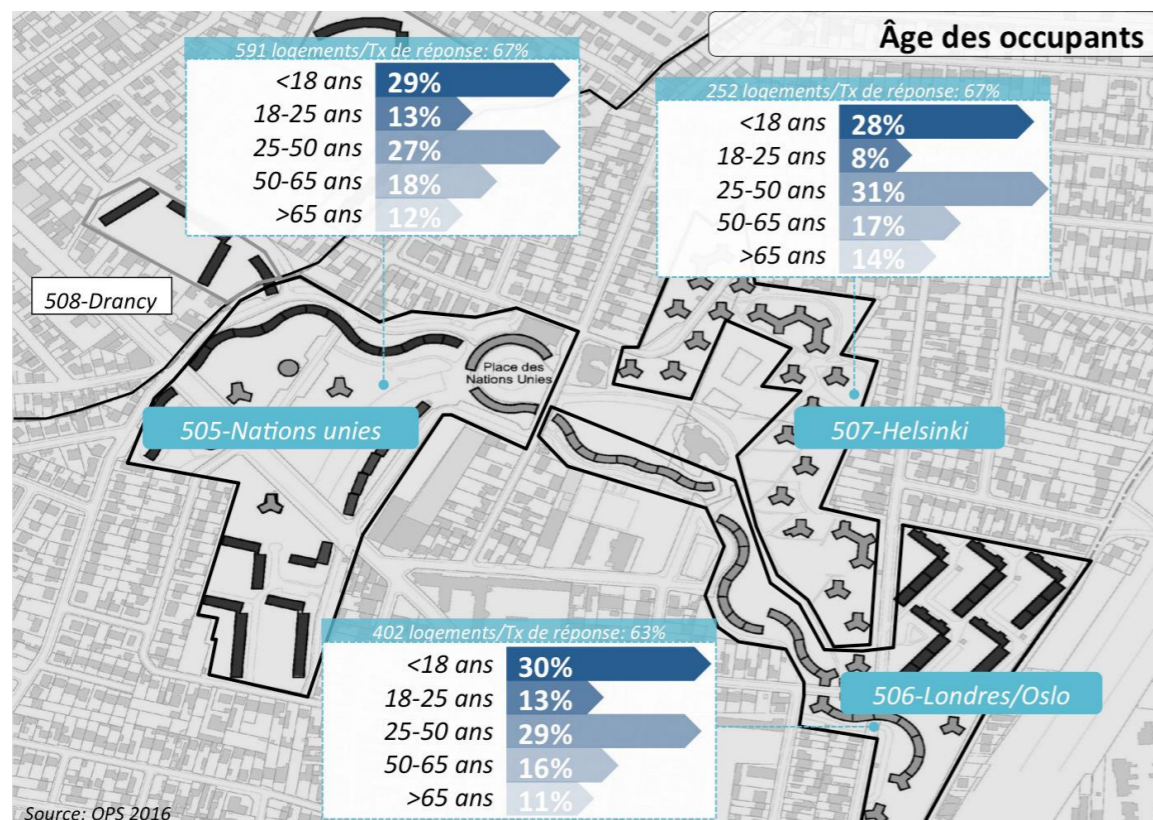 Âge des occupants
591 logements/Tx de réponse: 67%
<18 ans 29%
18-25 ans 13%
25-50 ans 27%
50-65 ans 18%
>65 ans 12%
252 logements/Tx de réponse: 67%
<18 ans 28%
18-25 ans 8%
25-50 ans 31%
50-65 ans 17%
>65 ans 14%
508-Drancy
Place des
Nations Unies
505-Nations unies
507-Helsinki
402 logements/Tx de réponse: 63%
<18 ans 30%
18-25 ans 13%
25-50 ans 29%
50-65 ans 16%
>65 ans 11%
506-Londres/Oslo
Source: OPS 2016